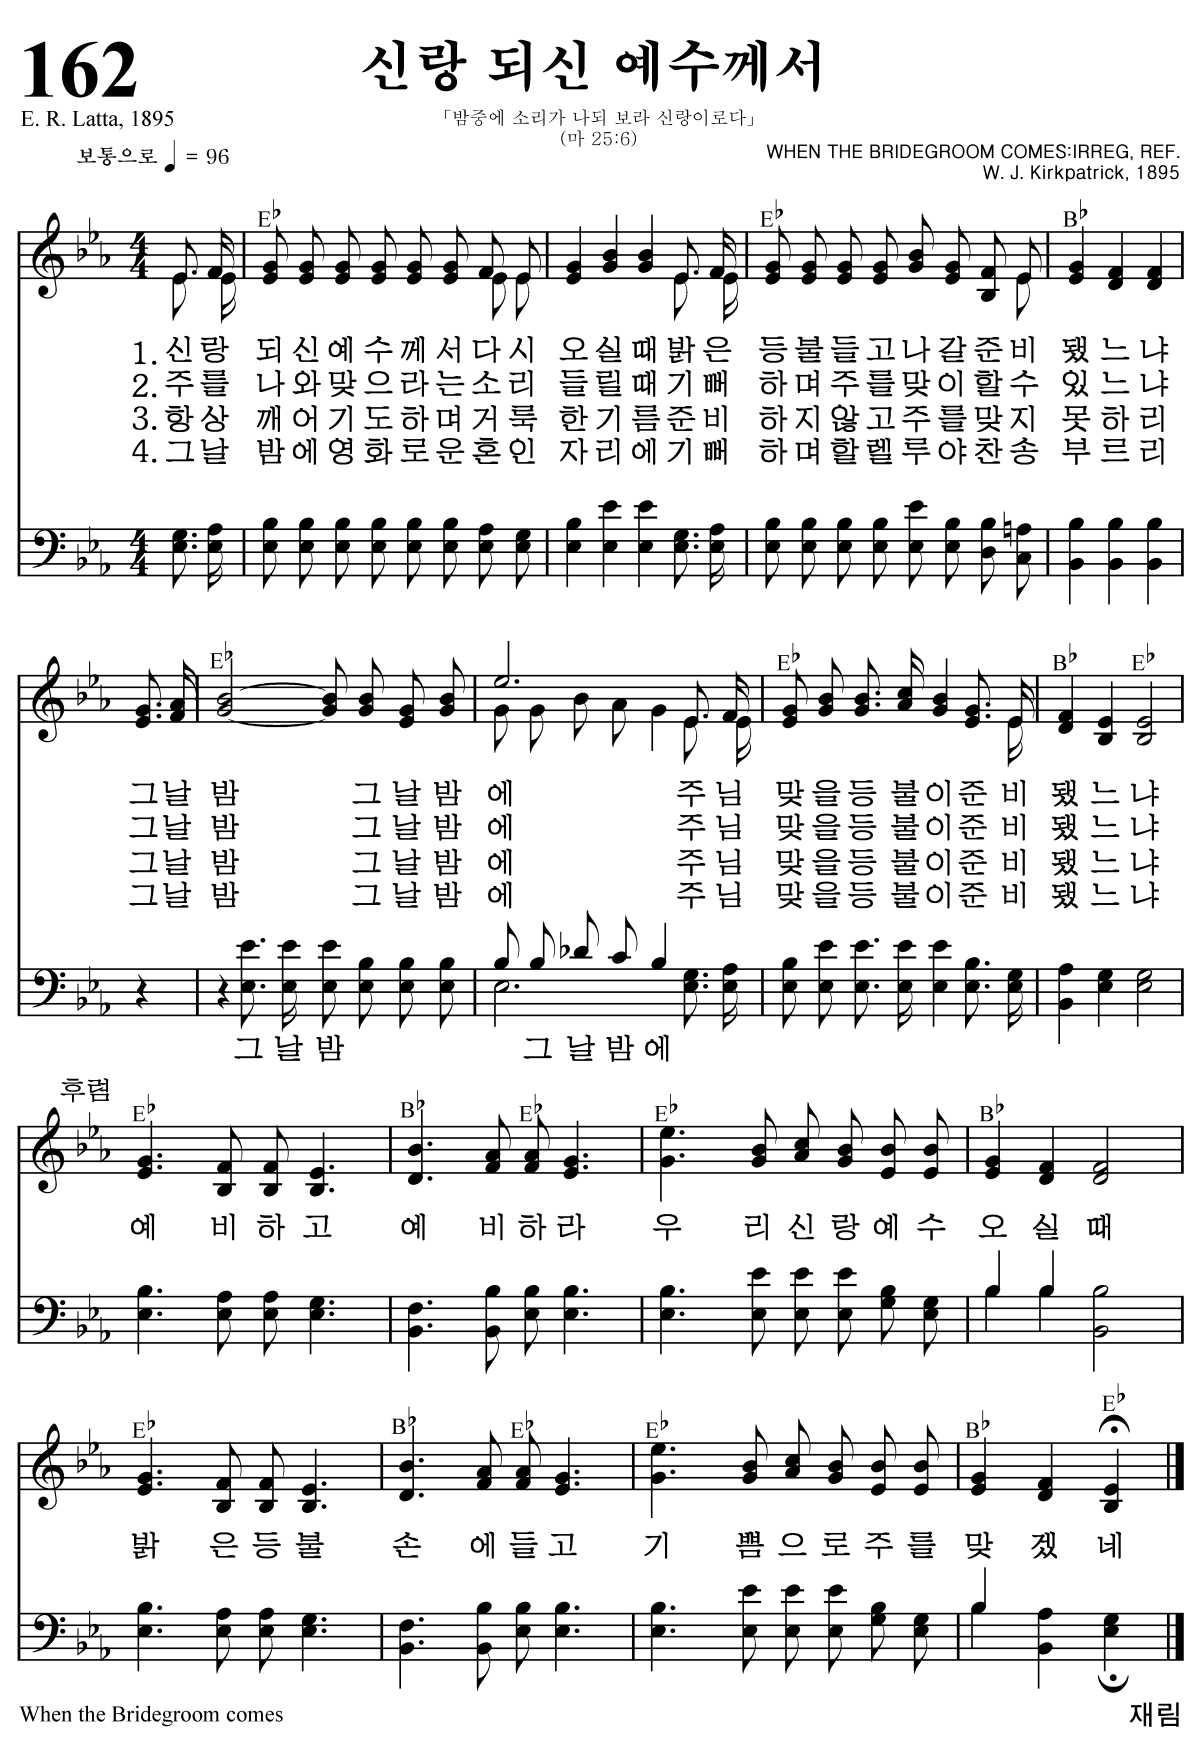 162
신랑 되신 예수께서
E. R. Latta, 1895
「밤중에 소리가 나되 보라 신랑이로다」
(마 25:6)
보통으로 ♩ = 96
WHEN THE BRIDEGROOM COMES:IRREG, REF.
W. J. Kirkpatrick, 1895
E♭ E♭ B♭
1. 신랑 되신예수께서다시 오실때밝은 등불들고나갈준비 됐느냐
2. 주를 나와맞으라는소리 들릴때기뻐 하며주를맞이할수 있느냐
3. 항상 깨어기도하며거룩 한기름준비 하지않고주를맞지 못하리
4. 그날 밤에영화로운혼인 자리에기뻐 하며할렐루야찬송 부르리
E♭ E♭ B♭ E♭
그날 밤 그날밤 에 주님 맞을등불이준비 됐느냐
그날 밤 그날밤 에 주님 맞을등불이준비 됐느냐
그날 밤 그날밤 에 주님 맞을등불이준비 됐느냐
그날 밤 그날밤 에 주님 맞을등불이준비 됐느냐
그날밤 그날밤에
후렴
E♭ B♭ E♭ E♭ B♭
예 비하고 예 비하라 우 리신랑예수 오실때
E♭ B♭ E♭ E♭ B♭ E♭
밝 은등불 손 에들고 기 쁨으로주를 맞겠네
When the Bridegroom comes
재림